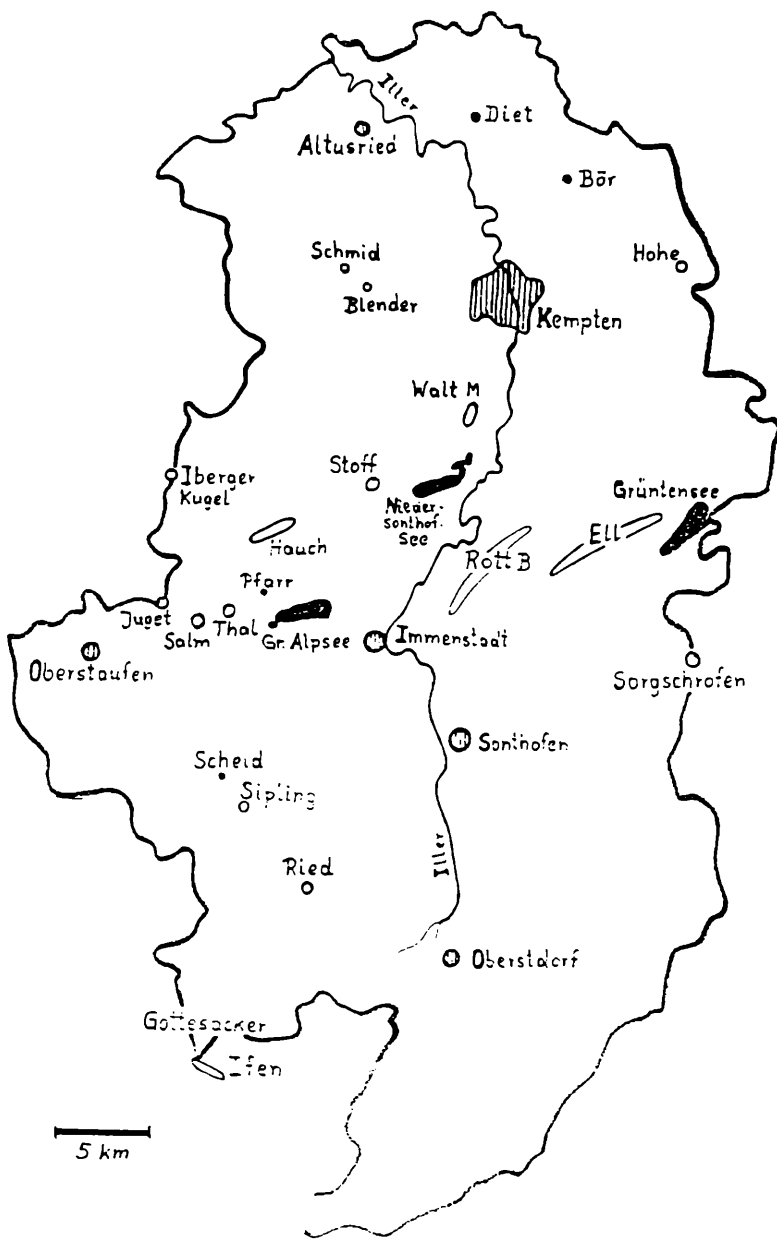 Iller
Diet
Altusried
Bör
Schmid
Hohe
Blender
Kempten
Walt M
Stoff
Iberger
Kugel
Nieder-
sonthof.
See
Grüntensee
Hauch
Rott B
Ell
Pfarr
Juget
Salm
Thal
Gr. Alpsee
Immenstadt
Oberstaufen
Sorgschrofen
Sonthofen
Scheid
Sipling
Iller
Ried
Oberstdorf
Gottesacker
Ifen
5 km